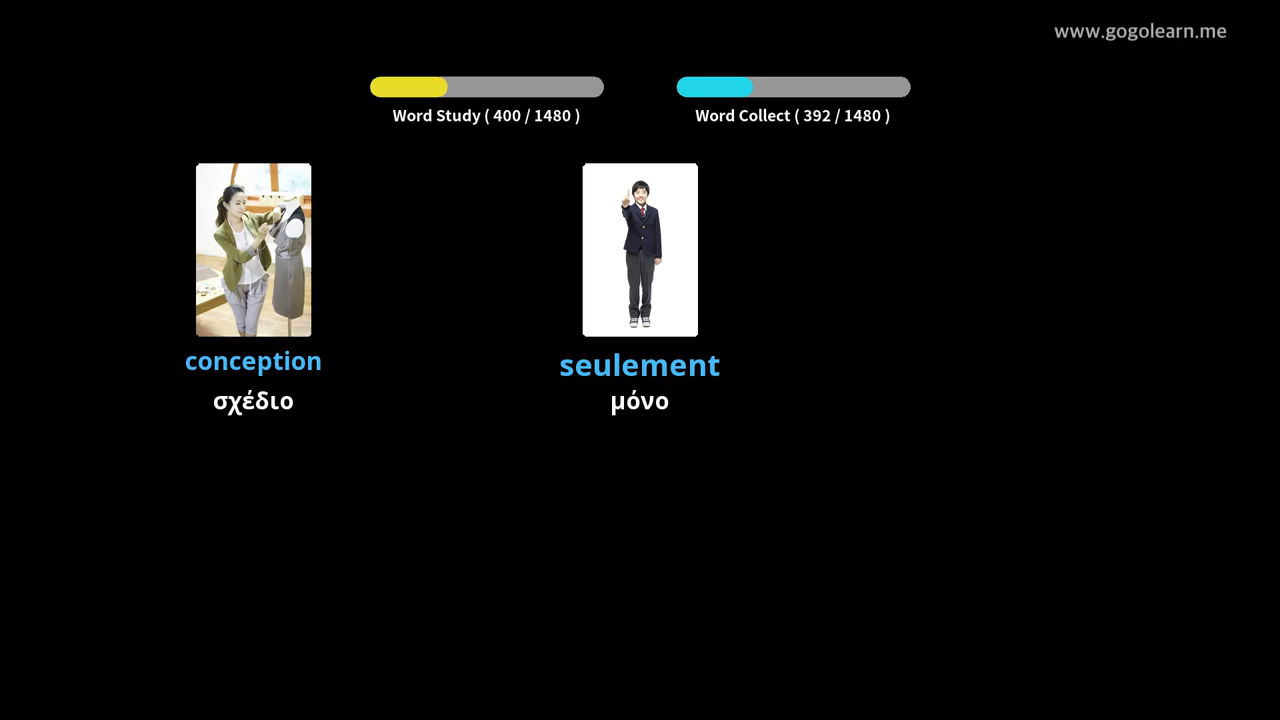 www.gogolearn.me
Word Study ( 400 / 1480 )
Word Collect ( 392 / 1480 )
conception
σχέδιο
seulement
μόνο